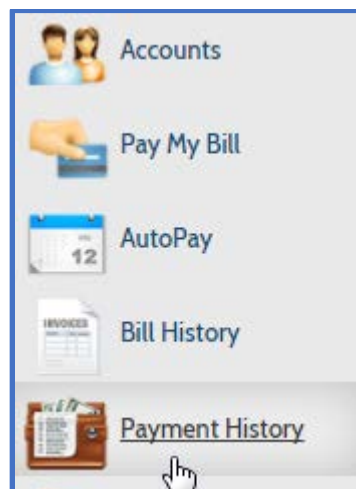 Accounts
Pay My Bill
12
AutoPay
INVOICES
Bill History
Payment History